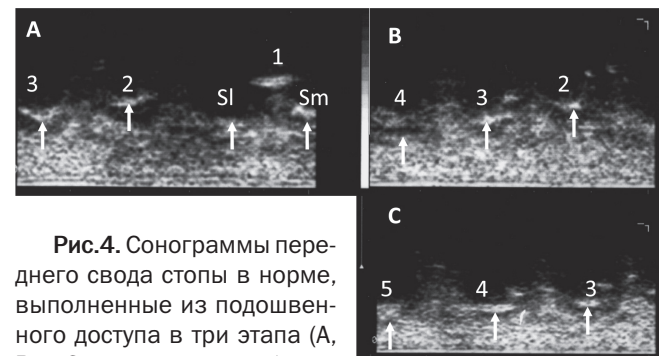 A
1
3 2 Sl Sm
B
2
4 3
C
5 4 3
Рис.4. Сонограммы пере-
днего свода стопы в норме,
выполненные из подошвен-
ного доступа в три этапа (А,